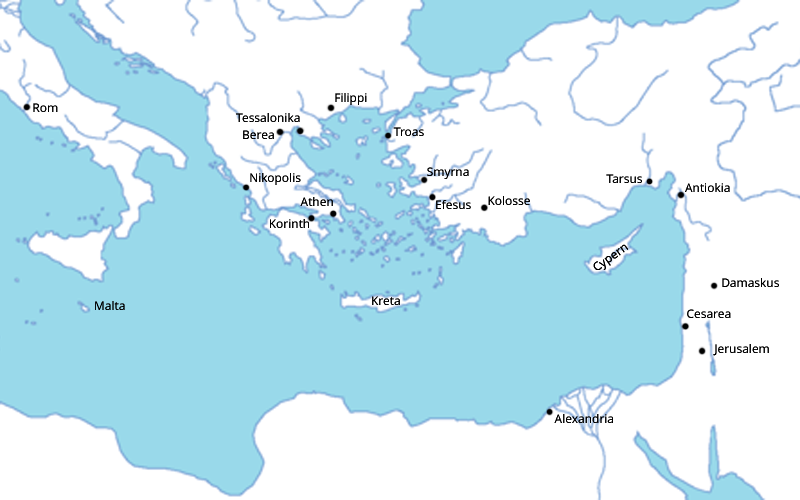 Filippi
Rom
Tessalonika
Berea
Troas
Smyrna
Nikopolis
Tarsus
Antiokia
Athen
Efesus
Kolosse
Korinth
Cypern
Damaskus
Kreta
Malta
Cesarea
Jerusalem
Alexandria